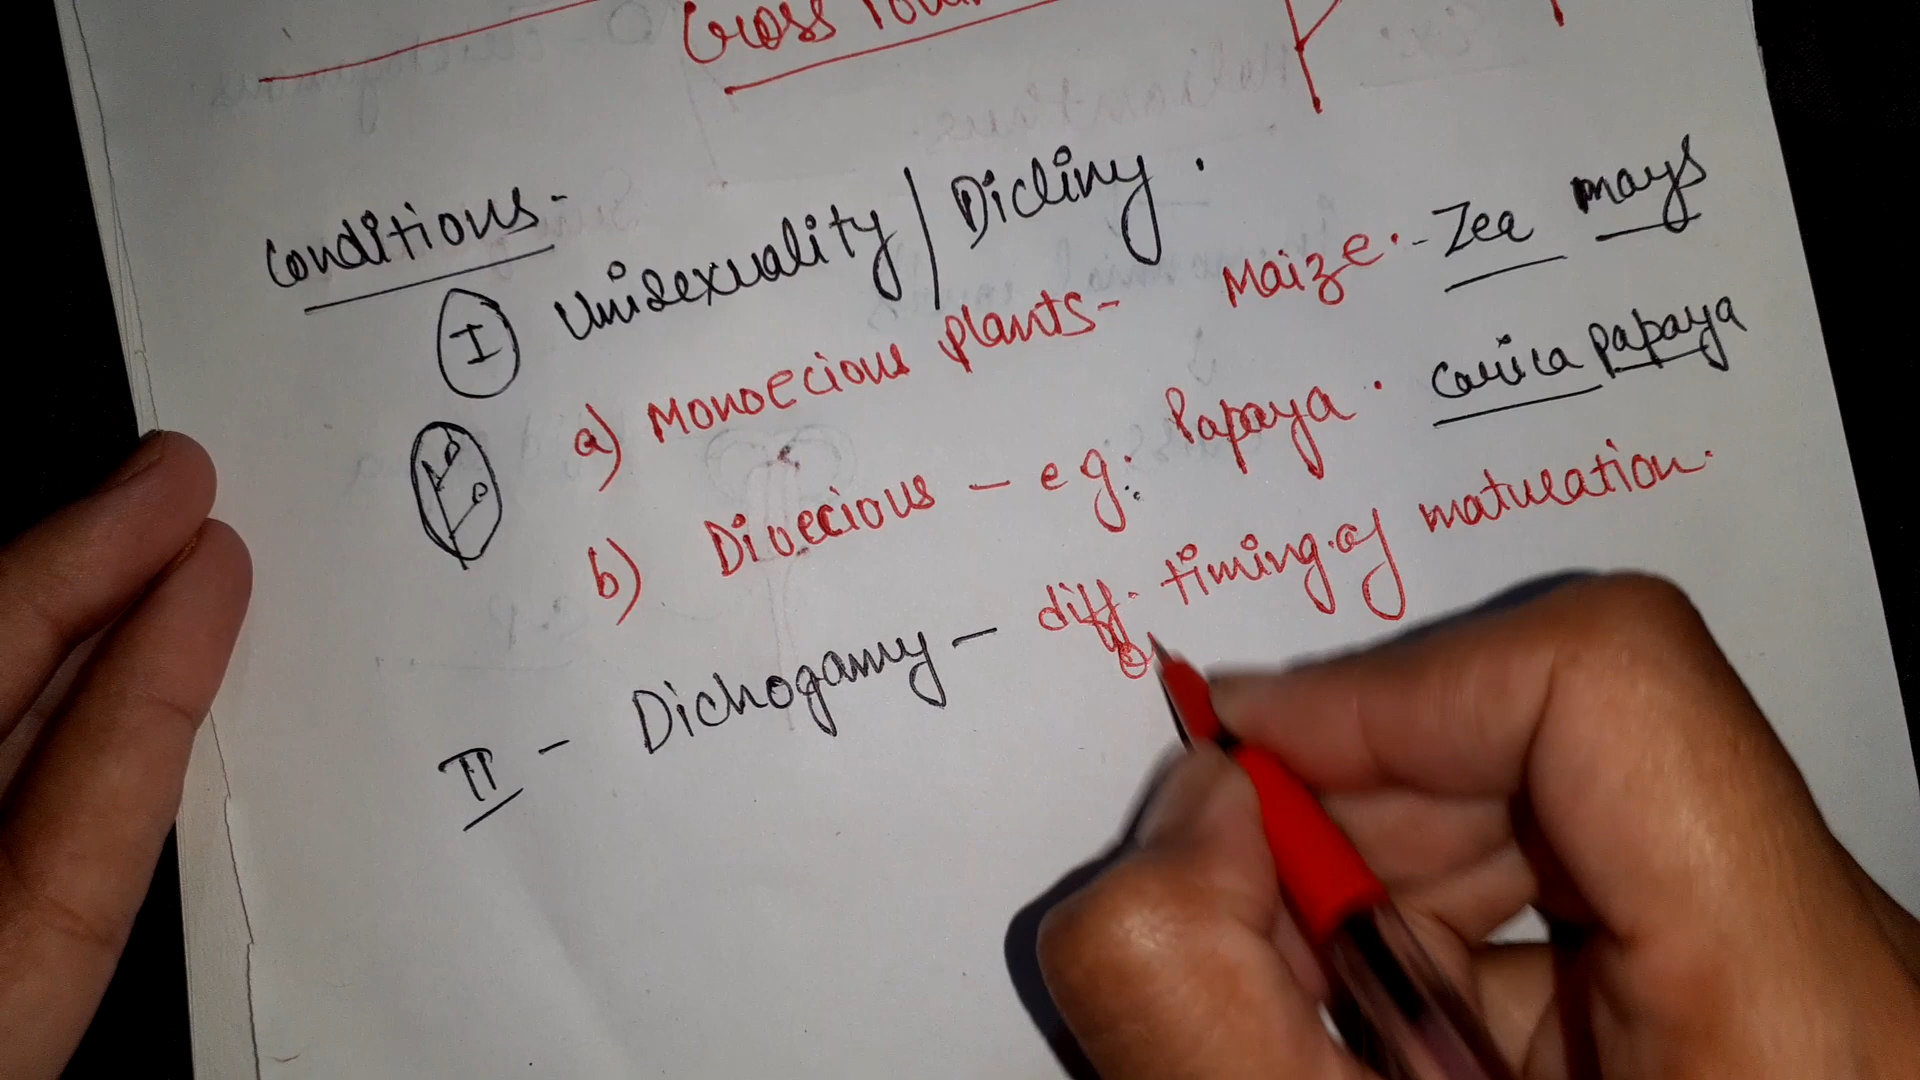 Cross
Conditions-
I Unisexuality / Dicliny.
a) Monoecious plants- Maize.- Zea mays
b) Dioecious - eg: Papaya. Carica papaya
II - Dichogamy - diff. timing of maturation.